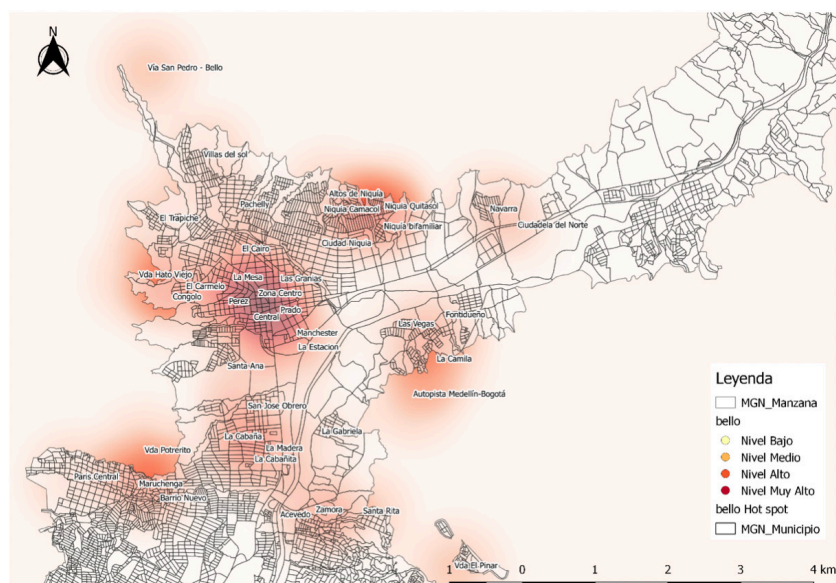 N
Vía San Pedro - Bello
Villas del sol
Altos de Niquía
Pachelly
Niquia Camacol
Niquia Quitasol
Navarra
El Trapiche
Niquía bifamiliar
Ciudadela del Norte
Ciudad Niquía
El Cairo
Vda Hato Viejo
La Mesa
Las Granjas
El Carmelo
Congolo
Perez
Zona Centro
Central
Prado
Fontidueño
Las Vegas
Manchester
La Estacion
La Camila
Santa Ana
Autopista Medellín-Bogotá
San Jose Obrero
La Gabriela
La Cabaña
La Madera
La Cabañita
Vda Potrerito
Paris Central
Maruchenga
Barrio Nuevo
Acevedo
Zamora
Santa Rita
Vda El Pinar
Leyenda
MGN_Manzana
bello
Nivel Bajo
Nivel Medio
Nivel Alto
Nivel Muy Alto
bello Hot spot
MGN_Municipio
1 0 1 2 3 4 km